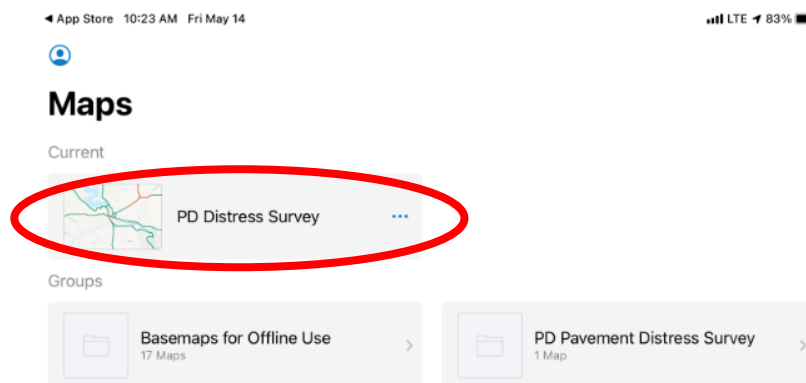 App Store 10:23 AM Fri May 14 LTE 83%
Maps
Current
PD Distress Survey
Groups
Basemaps for Offline Use
17 Maps
PD Pavement Distress Survey
1 Map